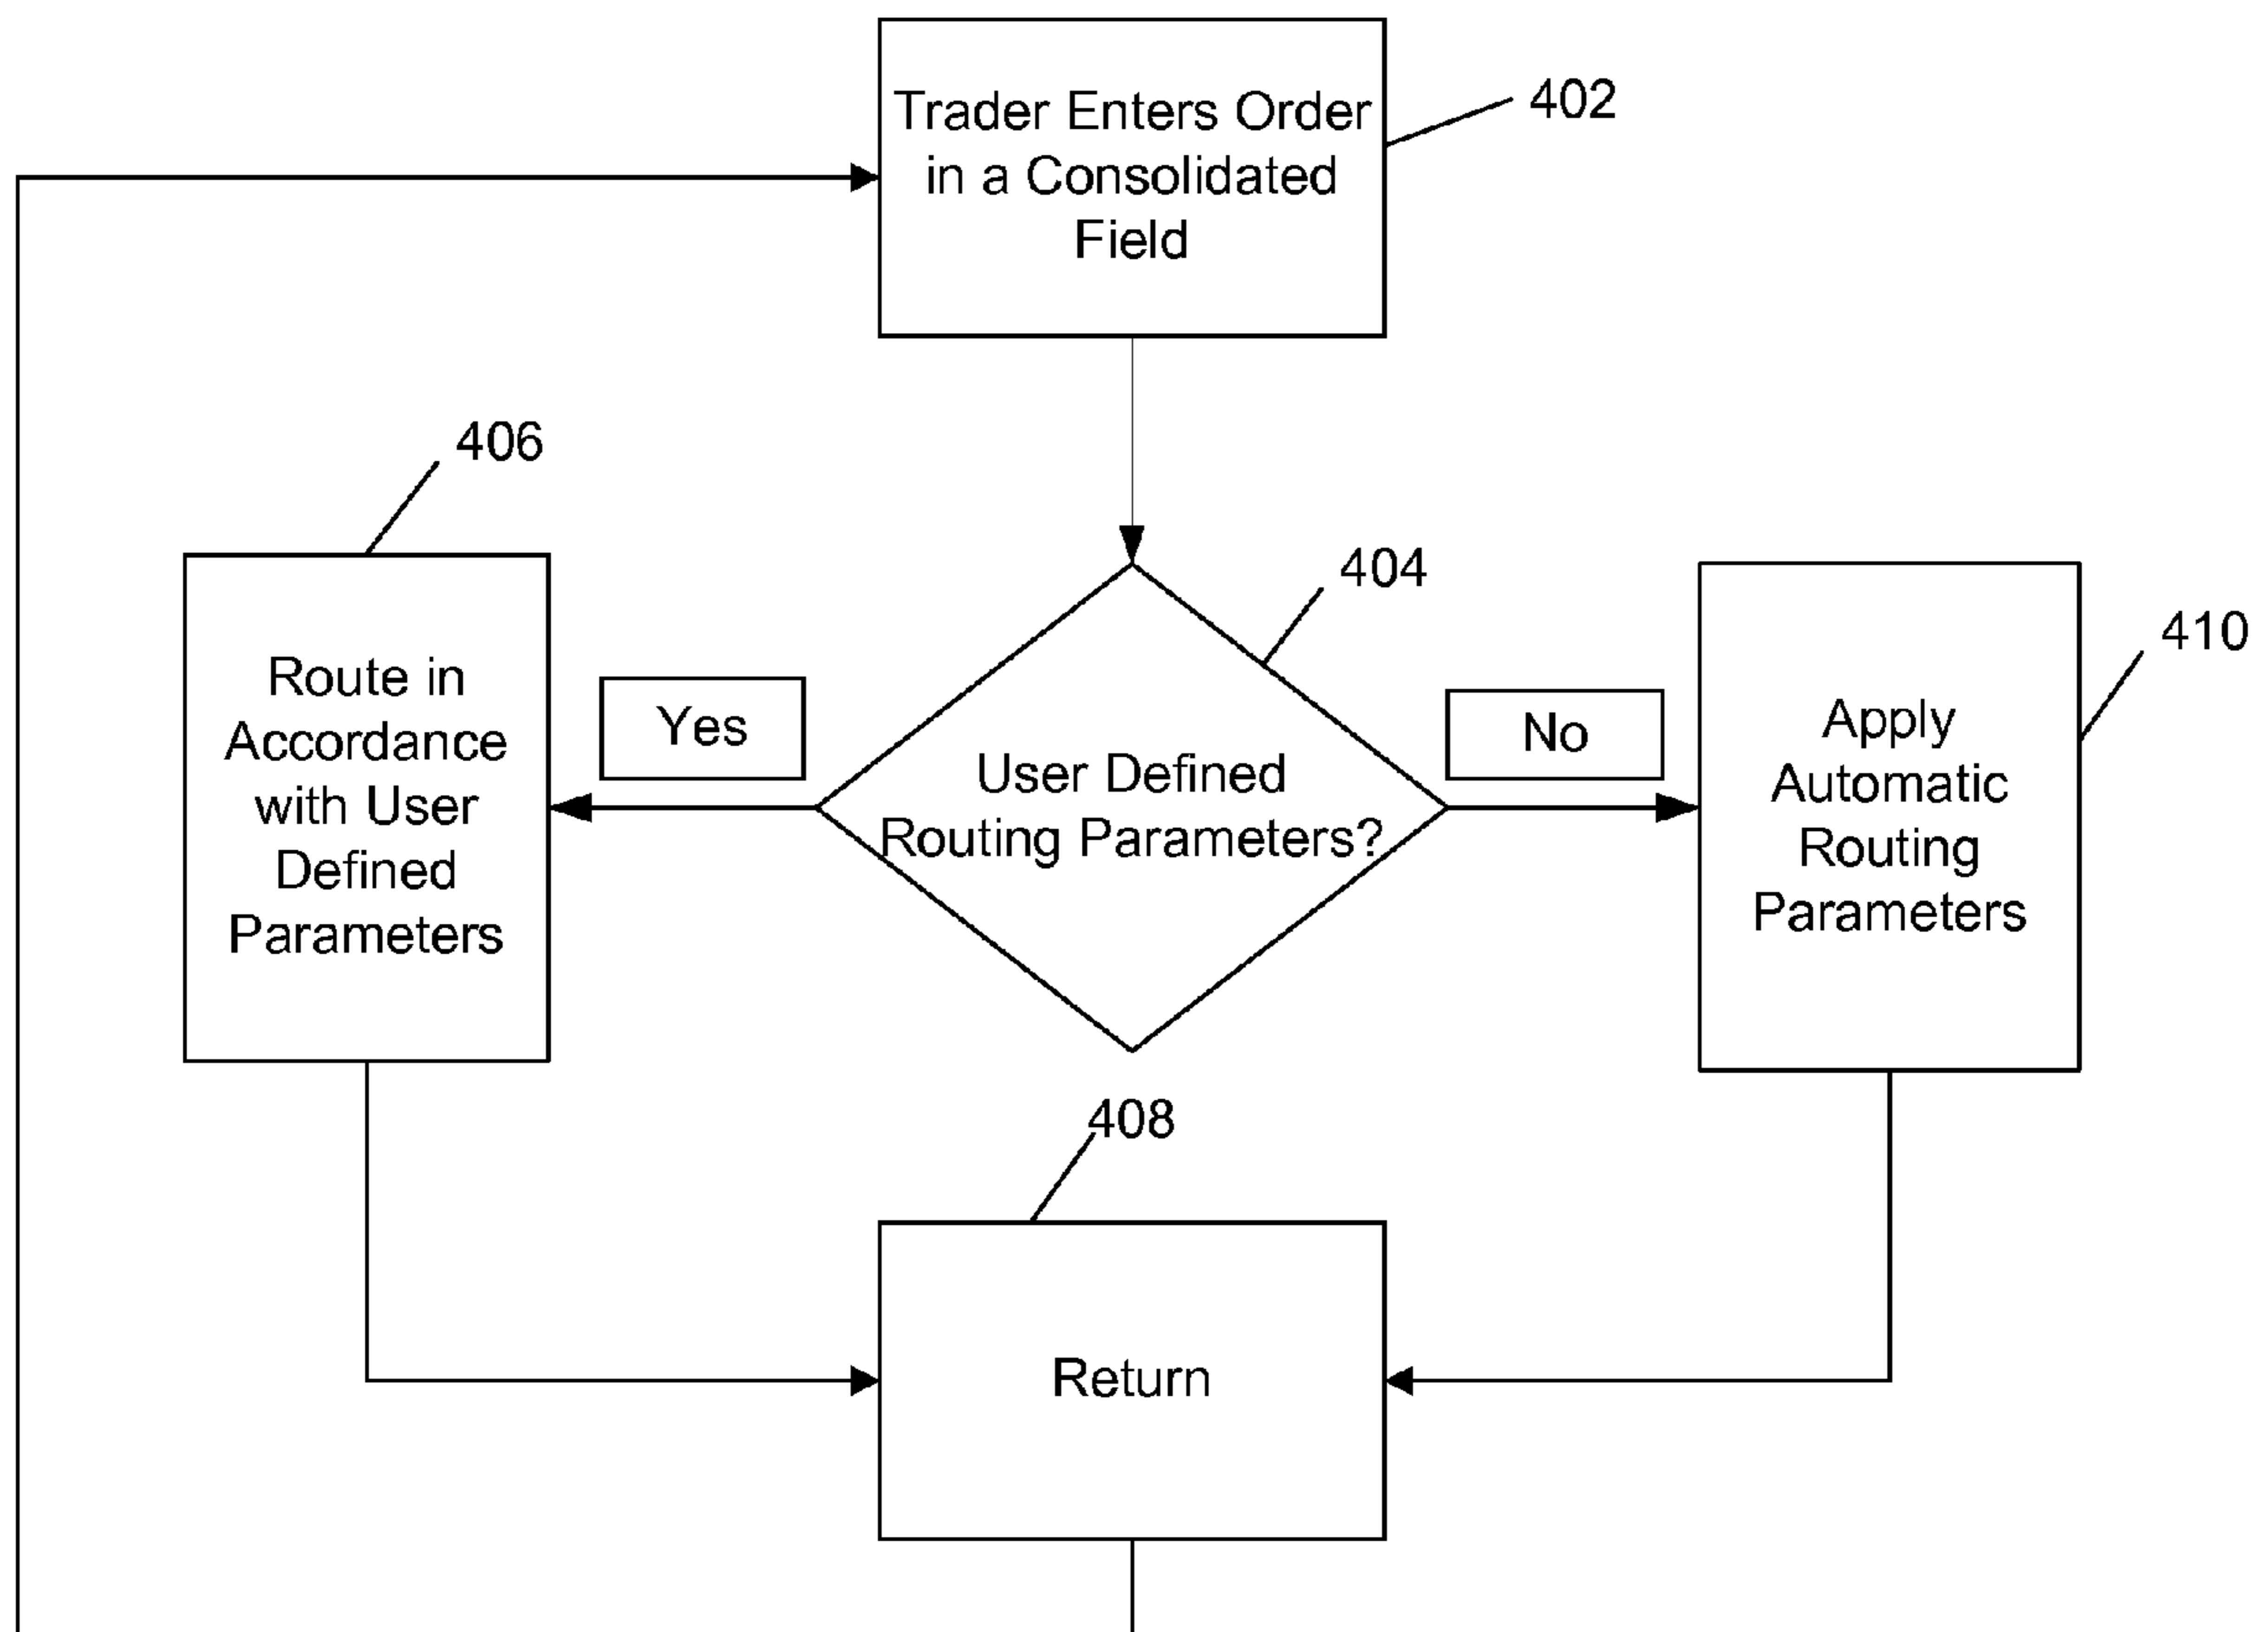 Trader Enters Order
in a Consolidated
Field
402
406
404
410
Route in
Accordance
with User
Defined
Parameters
Yes
User Defined
Routing Parameters?
No
Apply
Automatic
Routing
Parameters
408
Return